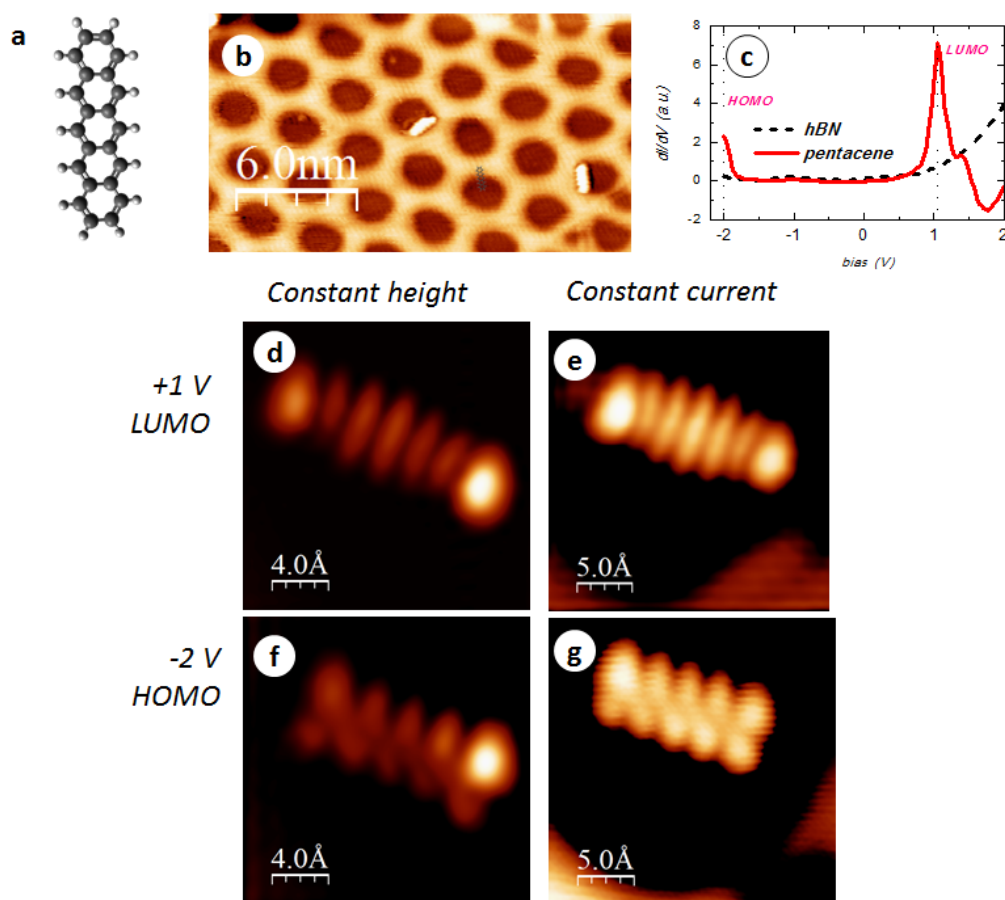 a
b
6.0nm
c
HOMO
LUMO
hBN
pentacene
dI/dV (a.u.)
8
6
4
2
0
-2
-2
-1
0
1
2
bias (V)
Constant height
Constant current
+1 V
LUMO
d
4.0Å
e
5.0Å
-2 V
HOMO
f
4.0Å
g
5.0Å